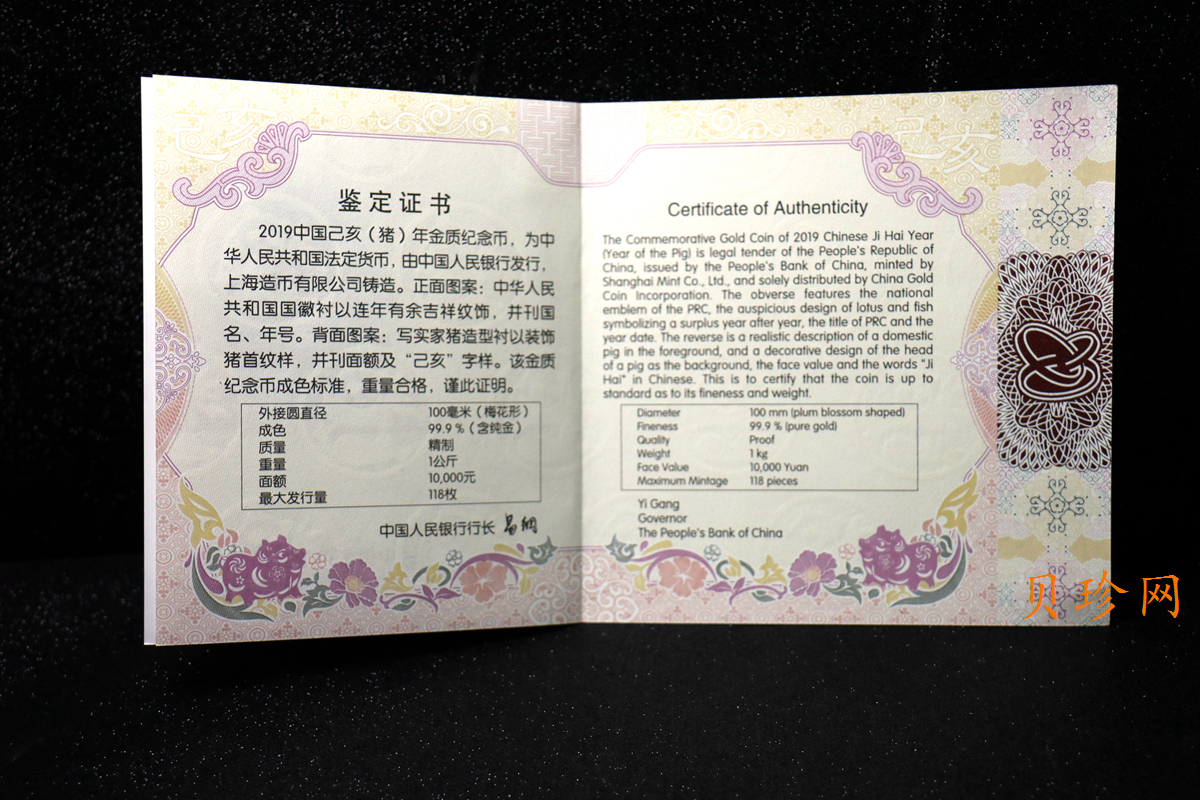 鉴定证书
2019中国己亥（猪）年金质纪念币，为中
华人民共和国法定货币，由中国人民银行发行，
上海造币有限公司铸造。正面图案：中华人民
共和国国徽衬以连年有余吉祥纹饰，并刊国
名、年号。背面图案：写实家猪造型衬以装饰
猪首纹样，并刊面额及“己亥”字样。该金质
纪念币成色标准，重量合格，谨此证明。
外接圆直径 100毫米（梅花形）
成色 99.9％（含纯金）
质量 精制
重量 1公斤
面额 10,000元
最大发行量 118枚
中国人民银行行长 易纲
Certificate of Authenticity
The Commemorative Gold Coin of 2019 Chinese Ji Hai Year
(Year of the Pig) is legal tender of the People's Republic of
China, issued by the People's Bank of China, minted by
Shanghai Mint Co., Ltd., and solely distributed by China Gold
Coin Incorporation. The obverse features the national
emblem of the PRC, the auspicious design of lotus and fish
symbolizing a surplus year after year, the title of PRC and the
year date. The reverse is a realistic description of a domestic
pig in the foreground, and a decorative design of the head
of a pig as the background, the face value and the words "Ji
Hai" in Chinese. This is to certify that the coin is up to
standard as to its fineness and weight.
Diameter 100 mm (plum blossom shaped)
Fineness 99.9 % (pure gold)
Quality Proof
Weight 1 kg
Face Value 10,000 Yuan
Maximum Mintage 118 pieces
Yi Gang
Governor
The People's Bank of China
己亥
己亥
贝珍网